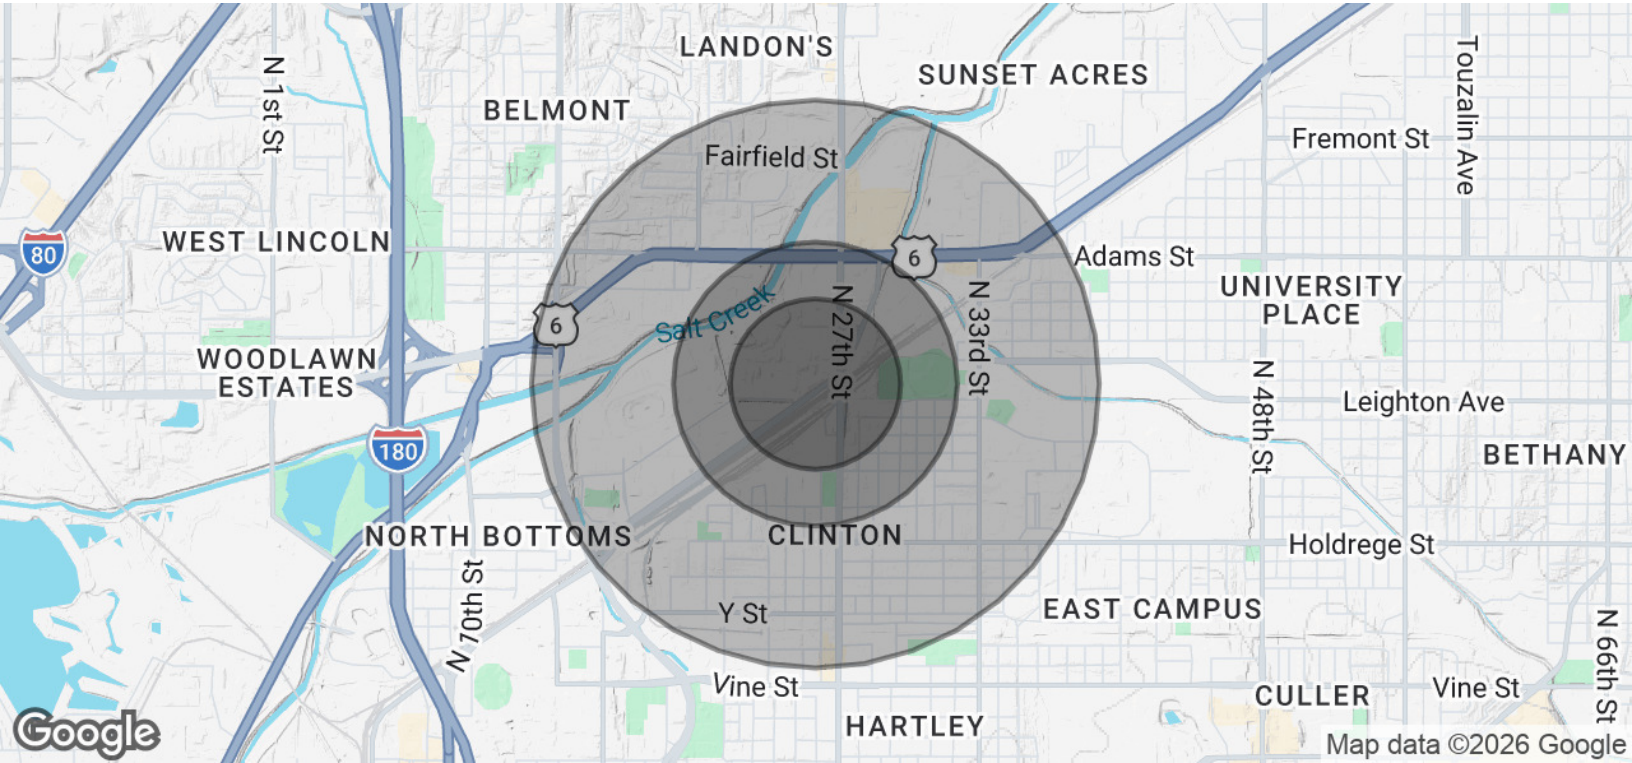 LANDON'S
SUNSET ACRES
N 1st St
Touzalin Ave
BELMONT
Fremont St
Fairfield St
WEST LINCOLN
80
6
Adams St
UNIVERSITY
PLACE
Salt Creek
6
N 27th St
N 33rd St
WOODLAWN
ESTATES
N 48th St
Leighton Ave
180
BETHANY
NORTH BOTTOMS
CLINTON
Holdrege St
N 70th St
Y St
EAST CAMPUS
N 66th St
Vine St
CULLER
Vine St
HARTLEY
Google
Map data ©2026 Google